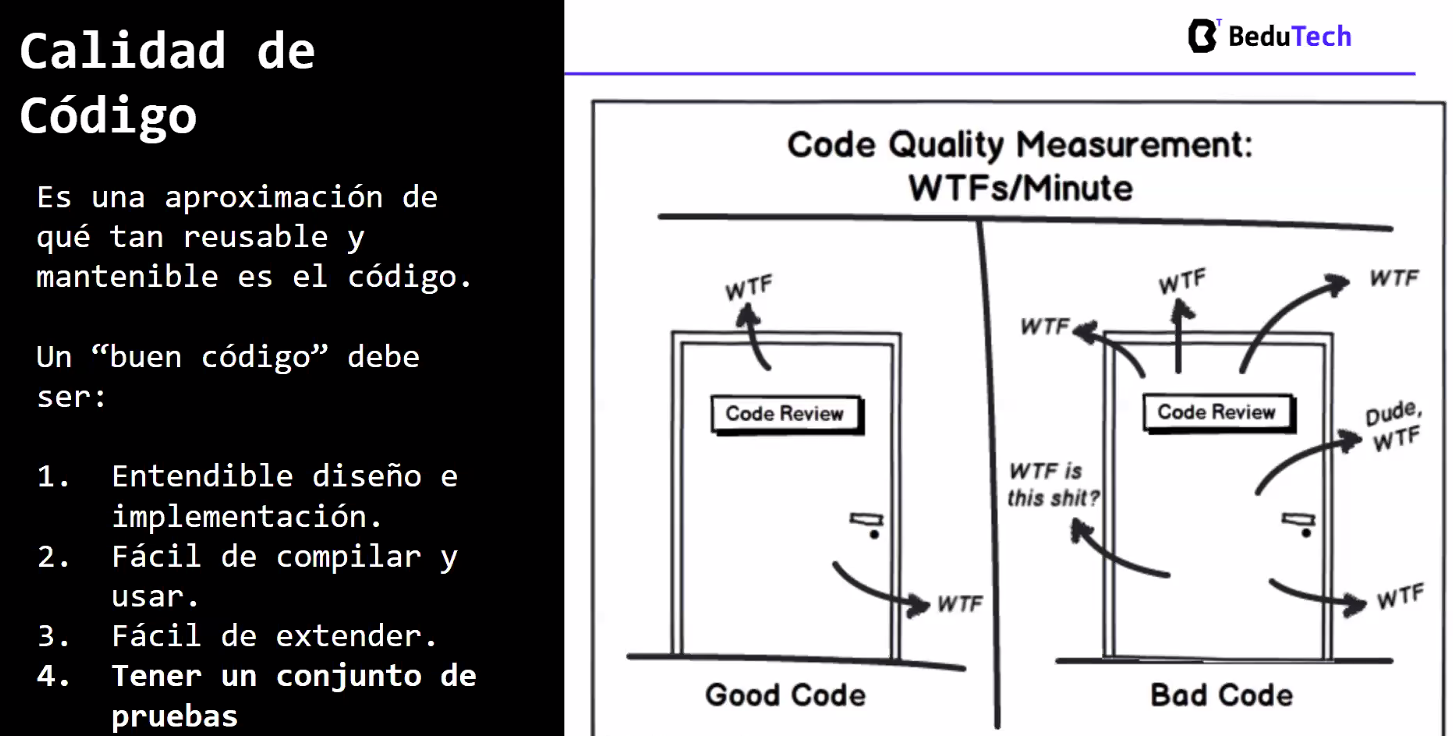 Calidad de
Código
Es una aproximación de
qué tan reusable y
mantenible es el código.
Un “buen código” debe
ser:
1. Entendible diseño e
implementación.
2. Fácil de compilar y
usar.
3. Fácil de extender.
4. Tener un conjunto de
pruebas
BeduTech
Code Quality Measurement:
WTFs/Minute
WTF
Code Review
WTF
Good Code
WTF
WTF
WTF
Code Review
Dude,
WTF
WTF is
this shit?
WTF
Bad Code